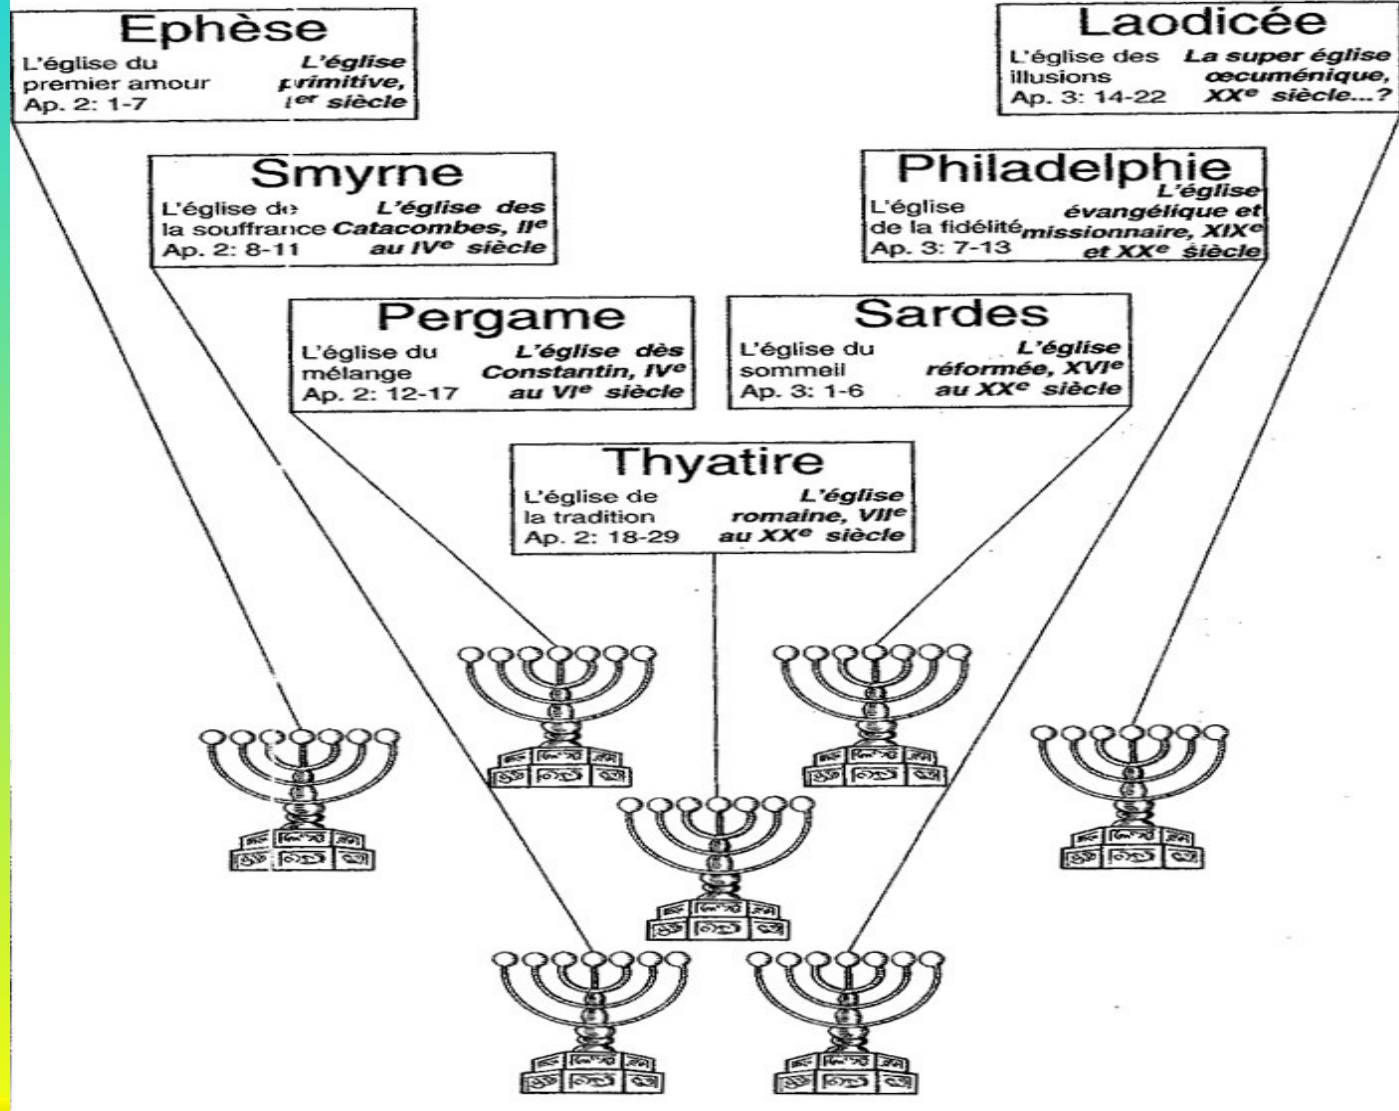 Ephèse
L'église du
premier amour
Ap. 2: 1-7
L'église
primitive,
1er siècle
Laodicée
L'église des
illusions
Ap. 3: 14-22
La super église
œcuménique,
XXe siècle...?
Smyrne
L'église de
la souffrance
Ap. 2: 8-11
L'église des
Catacombes, IIe
au IVe siècle
Philadelphie
L'église
de la fidélité
Ap. 3: 7-13
L'église
évangélique et
missionnaire, XIXe
et XXe siècle
Pergame
L'église du
mélange
Ap. 2: 12-17
L'église dès
Constantin, IVe
au VIe siècle
Sardes
L'église du
sommeil
Ap. 3: 1-6
L'église
réformée, XVIe
au XXe siècle
Thyatire
L'église de
la tradition
Ap. 2: 18-29
L'église
romaine, VIIe
au XXe siècle